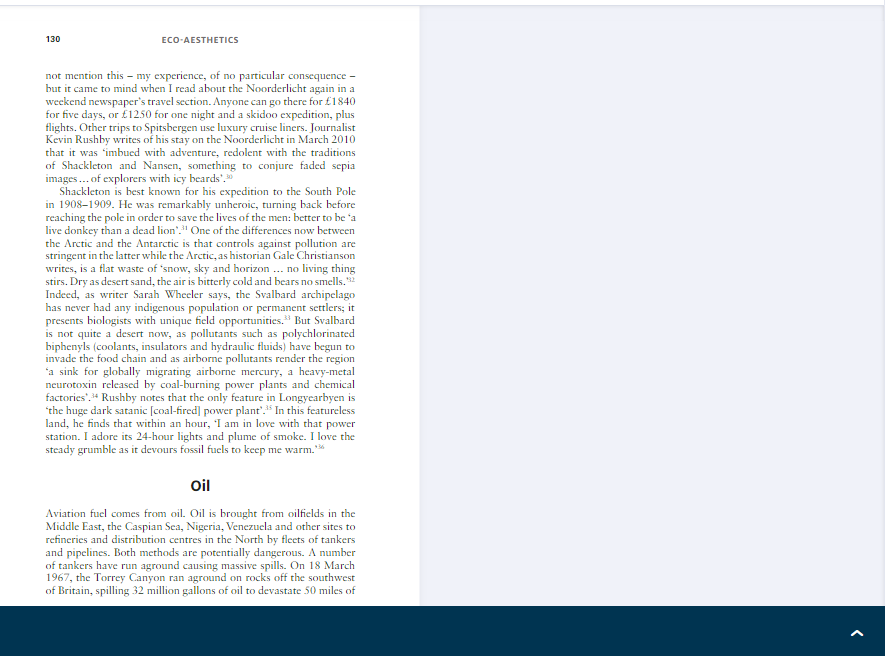 130
ECO-AESTHETICS
not mention this – my experience, of no particular consequence –
but it came to mind when I read about the Noorderlicht again in a
weekend newspaper's travel section. Anyone can go there for £1840
for five days, or £1250 for one night and a skidoo expedition, plus
flights. Other trips to Spitsbergen use luxury cruise liners. Journalist
Kevin Rushby writes of his stay on the Noorderlicht in March 2010
that it was 'imbued with adventure, redolent with the traditions
of Shackleton and Nansen, something to conjure faded sepia
images ... of explorers with icy beards'.30
Shackleton is best known for his expedition to the South Pole
in 1908–1909. He was remarkably unheroic, turning back before
reaching the pole in order to save the lives of the men: better to be 'a
live donkey than a dead lion'.31 One of the differences now between
the Arctic and the Antarctic is that controls against pollution are
stringent in the latter while the Arctic, as historian Gale Christianson
writes, is a flat waste of 'snow, sky and horizon ... no living thing
stirs. Dry as desert sand, the air is bitterly cold and bears no smells.'32
Indeed, as writer Sarah Wheeler says, the Svalbard archipelago
has never had any indigenous population or permanent settlers; it
presents biologists with unique field opportunities.33 But Svalbard
is not quite a desert now, as pollutants such as polychlorinated
biphenyls (coolants, insulators and hydraulic fluids) have begun to
invade the food chain and as airborne pollutants render the region
'a sink for globally migrating airborne mercury, a heavy-metal
neurotoxin released by coal-burning power plants and chemical
factories'.34 Rushby notes that the only feature in Longyearbyen is
'the huge dark satanic [coal-fired] power plant'.35 In this featureless
land, he finds that within an hour, 'I am in love with that power
station. I adore its 24-hour lights and plume of smoke. I love the
steady grumble as it devours fossil fuels to keep me warm.'36
Oil
Aviation fuel comes from oil. Oil is brought from oilfields in the
Middle East, the Caspian Sea, Nigeria, Venezuela and other sites to
refineries and distribution centres in the North by fleets of tankers
and pipelines. Both methods are potentially dangerous. A number
of tankers have run aground causing massive spills. On 18 March
1967, the Torrey Canyon ran aground on rocks off the southwest
of Britain, spilling 32 million gallons of oil to devastate 50 miles of